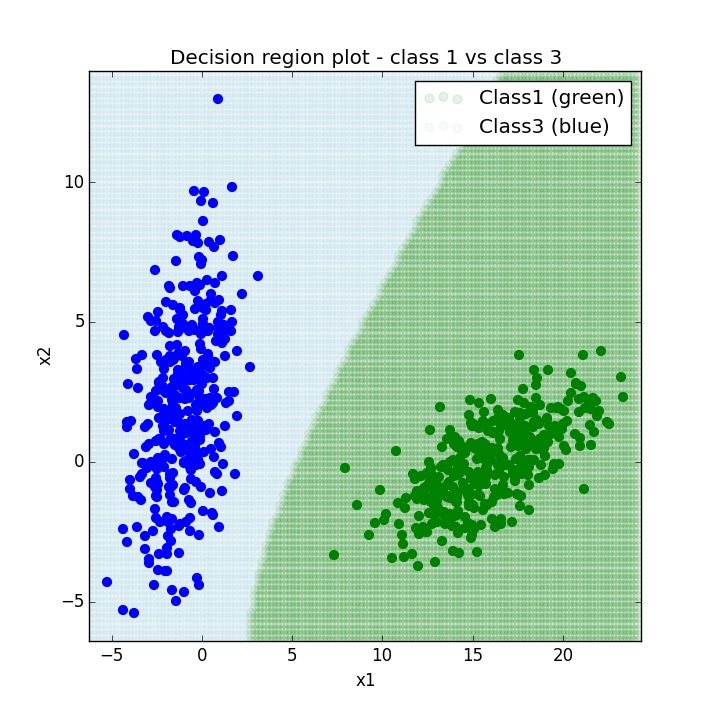 Decision region plot - class 1 vs class 3
Class1 (green)
Class3 (blue)
10
5
0
−5
x2
−5 0 5 10 15 20
x1